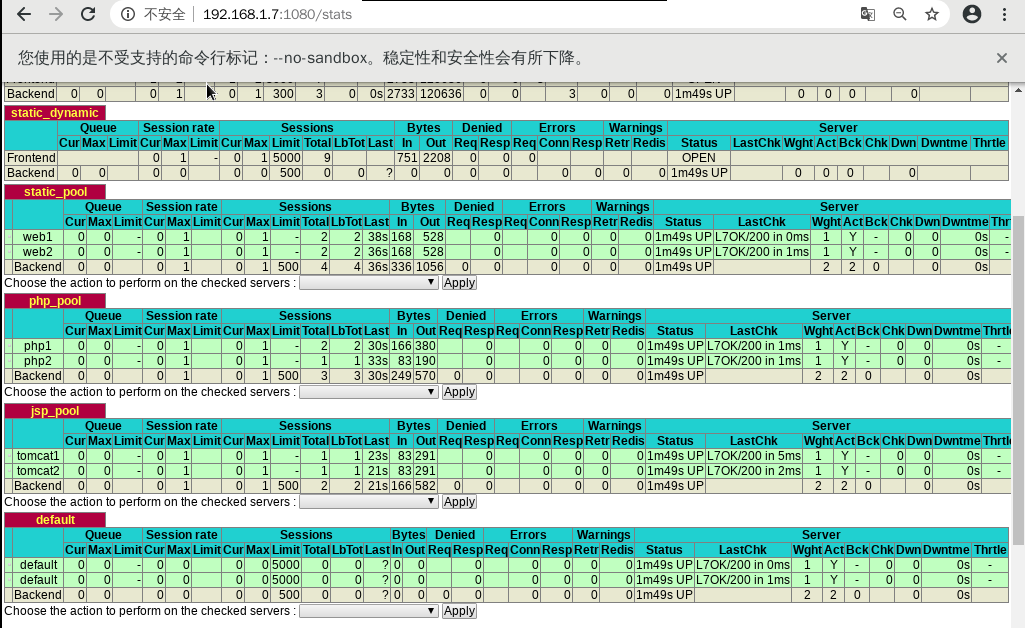 不安全 192.168.1.7:1080/stats
您使用的是不受支持的命令行标记：--no-sandbox。稳定性和安全性会有所下降。
Backend 0 0 0 1 0 1 300 3 0 0s 2733 120636 0 0 3 0 0 0 1m49s UP 0 0 0 0
static_dynamic
Queue Session rate Sessions Bytes Denied Errors Warnings Server
Cur Max Limit Cur Max Limit Cur Max Limit Total LbTot Last In Out Req Resp Req Conn Resp Retr Redis Status LastChk Wght Act Bck Chk Dwn Dwntme Thrtle
Frontend 0 1 - 0 1 5000 9 751 2208 0 0 0 OPEN
Backend 0 0 0 0 0 0 500 0 0 ? 0 0 0 0 0 0 0 0 1m49s UP 0 0 0 0
static_pool
Queue Session rate Sessions Bytes Denied Errors Warnings Server
Cur Max Limit Cur Max Limit Cur Max Limit Total LbTot Last In Out Req Resp Req Conn Resp Retr Redis Status LastChk Wght Act Bck Chk Dwn Dwntme Thr
web1 0 0 - 0 1 0 1 - 2 2 38s 168 528 0 0 0 0 0 1m49s UP L7OK/200 in 0ms 1 Y - 0 0 0s -
web2 0 0 - 0 1 0 1 - 2 2 36s 168 528 0 0 0 0 0 1m49s UP L7OK/200 in 1ms 1 Y - 0 0 0s -
Backend 0 0 0 1 0 1 500 4 4 36s 336 1056 0 0 0 0 0 0 1m49s UP 2 2 0 0 0s
Choose the action to perform on the checked servers : Apply
php_pool
Queue Session rate Sessions Bytes Denied Errors Warnings Server
Cur Max Limit Cur Max Limit Cur Max Limit Total LbTot Last In Out Req Resp Req Conn Resp Retr Redis Status LastChk Wght Act Bck Chk Dwn Dwntme Thrtl
php1 0 0 - 0 1 0 1 - 2 2 30s 166 380 0 0 0 0 0 1m49s UP L7OK/200 in 1ms 1 Y - 0 0 0s -
php2 0 0 - 0 1 0 1 - 1 1 33s 83 190 0 0 0 0 0 1m49s UP L7OK/200 in 1ms 1 Y - 0 0 0s -
Backend 0 0 0 1 0 1 500 3 3 30s 249 570 0 0 0 0 0 0 1m49s UP 2 2 0 0 0s
Choose the action to perform on the checked servers : Apply
jsp_pool
Queue Session rate Sessions Bytes Denied Errors Warnings Server
Cur Max Limit Cur Max Limit Cur Max Limit Total LbTot Last In Out Req Resp Req Conn Resp Retr Redis Status LastChk Wght Act Bck Chk Dwn Dwntme Thrtl
tomcat1 0 0 - 0 1 0 1 - 1 1 23s 83 291 0 0 0 0 0 1m49s UP L7OK/200 in 5ms 1 Y - 0 0 0s -
tomcat2 0 0 - 0 1 0 1 - 1 1 21s 83 291 0 0 0 0 0 1m49s UP L7OK/200 in 2ms 1 Y - 0 0 0s -
Backend 0 0 0 1 0 1 500 2 2 21s 166 582 0 0 0 0 0 0 1m49s UP 2 2 0 0 0s
Choose the action to perform on the checked servers : Apply
default
Queue Session rate Sessions Bytes Denied Errors Warnings Server
Cur Max Limit Cur Max Limit Cur Max Limit Total LbTot Last In Out Req Resp Req Conn Resp Retr Redis Status LastChk Wght Act Bck Chk Dwn Dwntme Thrtle
default 0 0 - 0 0 0 0 5000 0 0 ? 0 0 0 0 0 0 0 1m49s UP L7OK/200 in 0ms 1 Y - 0 0 0s -
default 0 0 - 0 0 0 0 5000 0 0 ? 0 0 0 0 0 0 0 1m49s UP L7OK/200 in 1ms 1 Y - 0 0 0s -
Backend 0 0 0 0 0 0 500 0 0 ? 0 0 0 0 0 0 0 0 1m49s UP 2 2 0 0 0s
Choose the action to perform on the checked servers : Apply